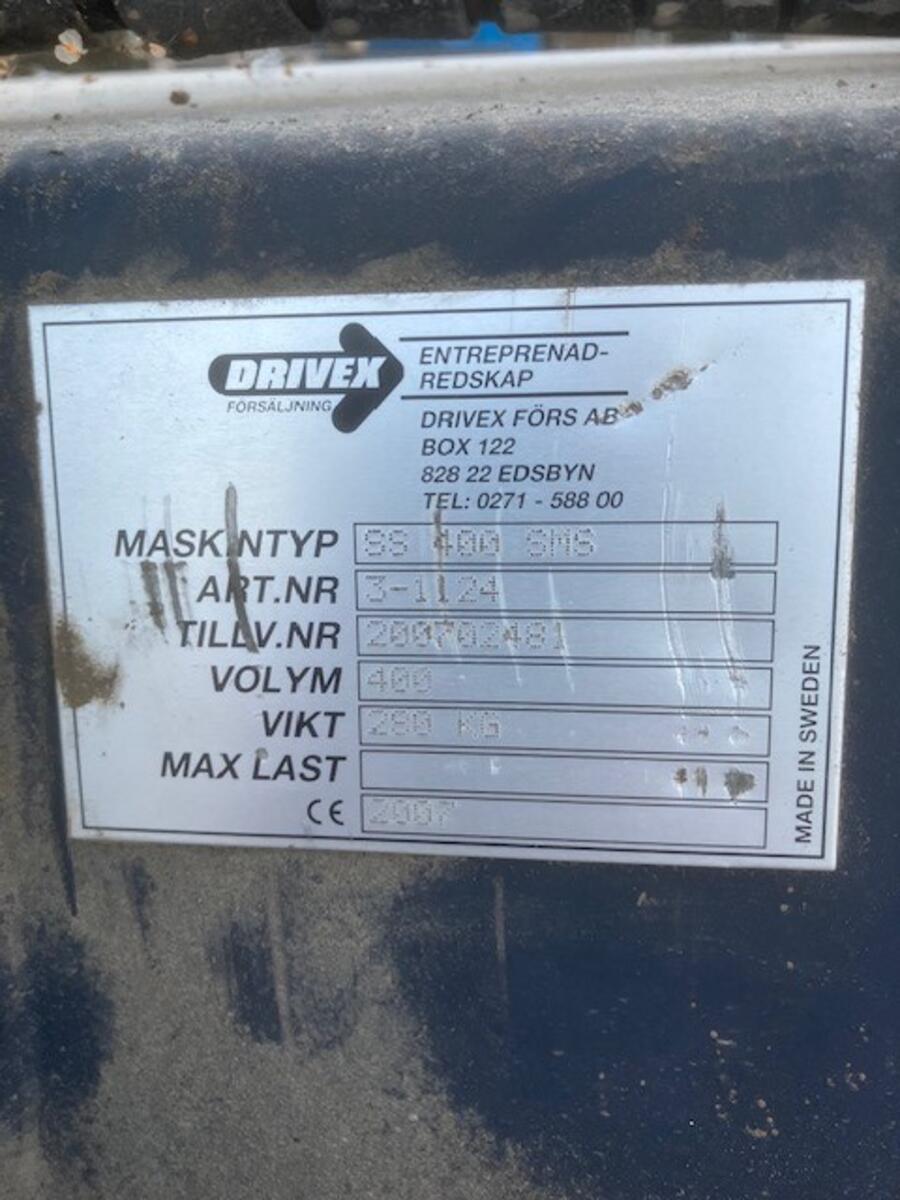 DRIVEX
FÖRSÄLJNING
ENTREPRENAD-
REDSKAP
DRIVEX FÖRS AB
BOX 122
828 22 EDSBYN
TEL: 0271 - 588 00
MASKINTYP SS 400 SMS
ART.NR 3-1124
TILLV.NR 200702481
VOLYM 400
VIKT 280 KG
MAX LAST
CE 2007
MADE IN SWEDEN